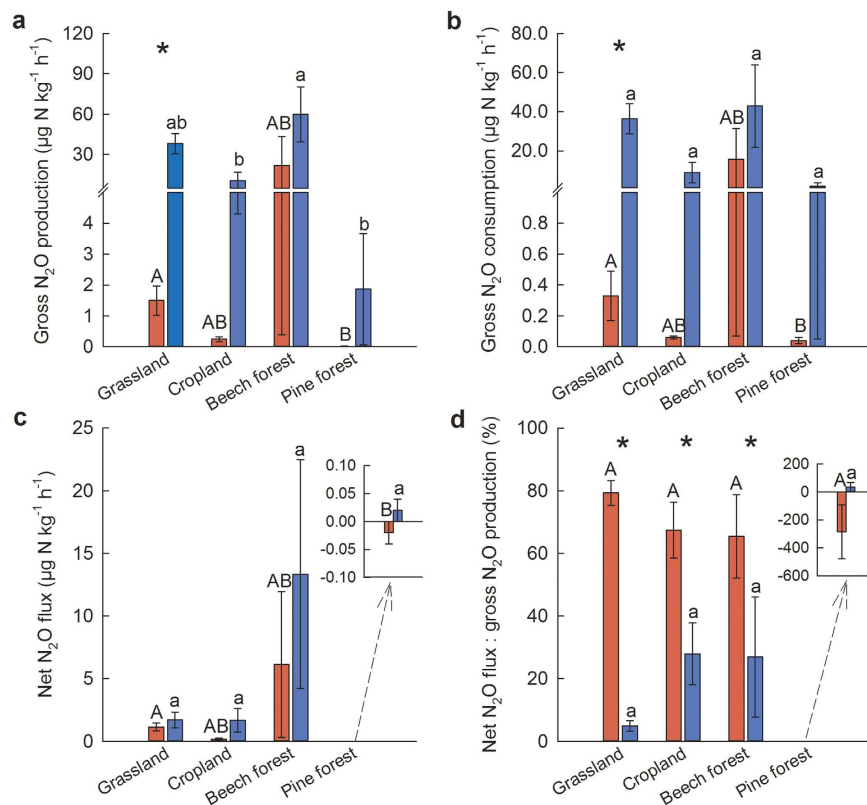 a
Gross N₂O production (µg N kg⁻¹ h⁻¹)
120
90
60
30
4
3
2
1
0
*
A
ab
AB
b
AB
a
B
b
Grassland
Cropland
Beech forest
Pine forest
b
Gross N₂O consumption (µg N kg⁻¹ h⁻¹)
80.0
60.0
40.0
20.0
0.8
0.6
0.4
0.2
0.0
*
A
a
AB
a
AB
a
B
a
Grassland
Cropland
Beech forest
Pine forest
c
Net N₂O flux (µg N kg⁻¹ h⁻¹)
25
20
15
10
5
0
A
a
AB
a
AB
a
0.10
0.05
0.00
-0.05
-0.10
B
a
Grassland
Cropland
Beech forest
Pine forest
d
Net N₂O flux : gross N₂O production (%)
100
80
60
40
20
0
*
*
*
A
a
A
a
A
a
200
0
-200
-400
-600
A
a
Grassland
Cropland
Beech forest
Pine forest